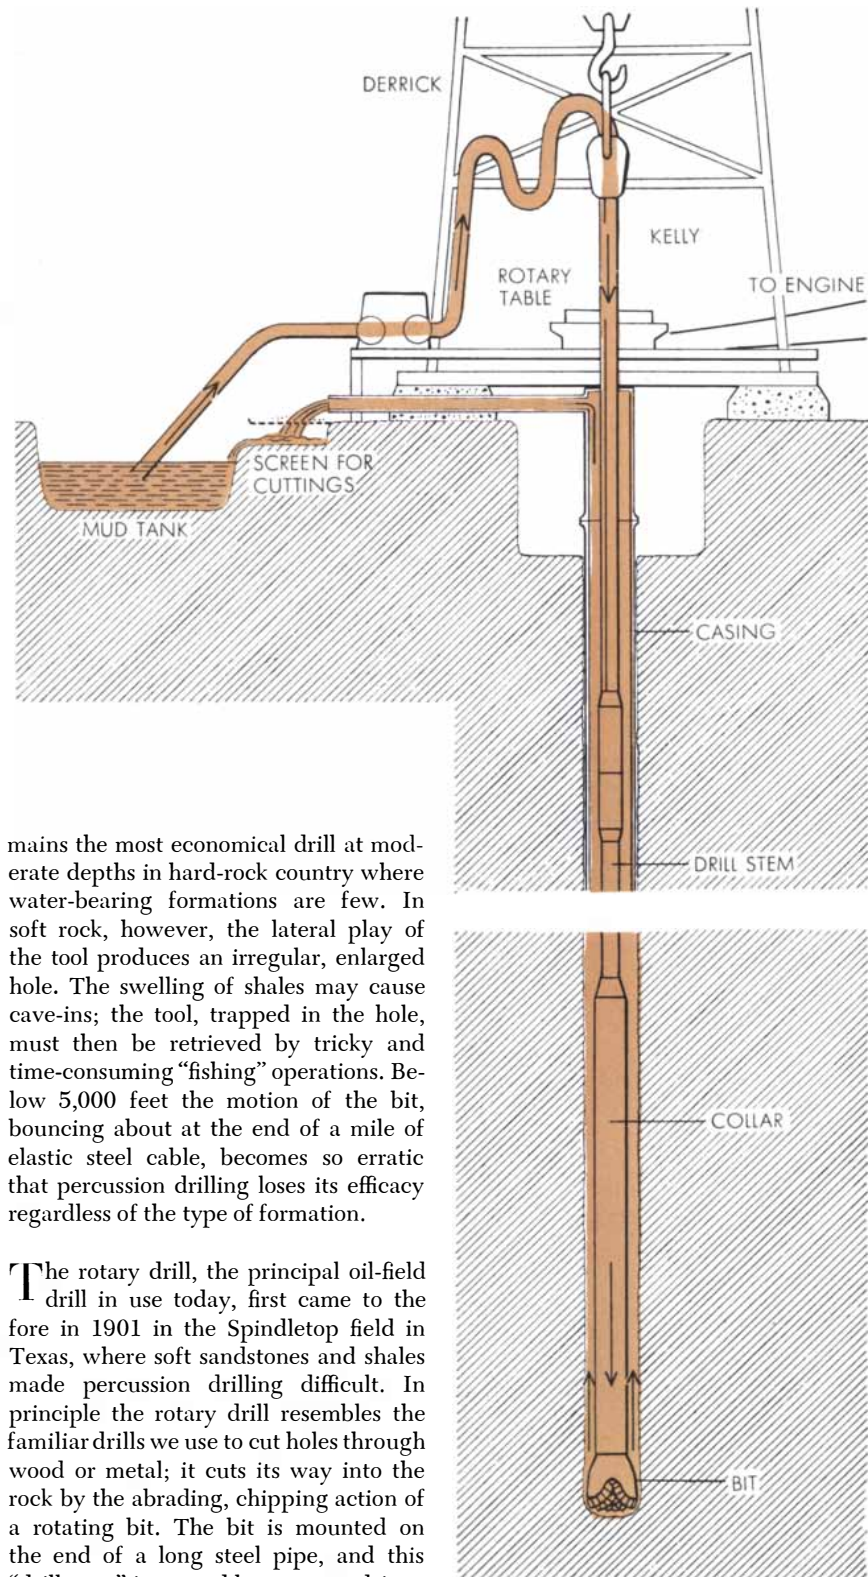 DERRICK
KELLY
ROTARY
TABLE
TO ENGINE
SCREEN FOR
CUTTINGS
MUD TANK
CASING
DRILL STEM
COLLAR
BIT
mains the most economical drill at mod-
erate depths in hard-rock country where
water-bearing formations are few. In
soft rock, however, the lateral play of
the tool produces an irregular, enlarged
hole. The swelling of shales may cause
cave-ins; the tool, trapped in the hole,
must then be retrieved by tricky and
time-consuming “fishing” operations. Be-
low 5,000 feet the motion of the bit,
bouncing about at the end of a mile of
elastic steel cable, becomes so erratic
that percussion drilling loses its efficacy
regardless of the type of formation.
The rotary drill, the principal oil-field
drill in use today, first came to the
fore in 1901 in the Spindletop field in
Texas, where soft sandstones and shales
made percussion drilling difficult. In
principle the rotary drill resembles the
familiar drills we use to cut holes through
wood or metal; it cuts its way into the
rock by the abrading, chipping action of
a rotating bit. The bit is mounted on
the end of a long steel pipe, and this